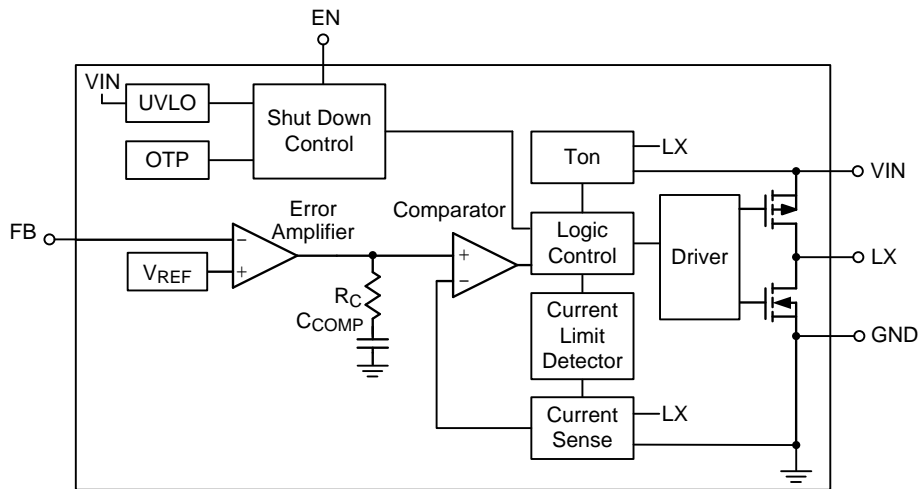 EN
VIN
UVLO
Shut Down
Control
OTP
Ton
LX
VIN
Error
Amplifier
Comparator
FB
−
+
VREF
+
−
Logic
Control
Driver
LX
RC
CCOMP
Current
Limit
Detector
GND
Current
Sense
LX